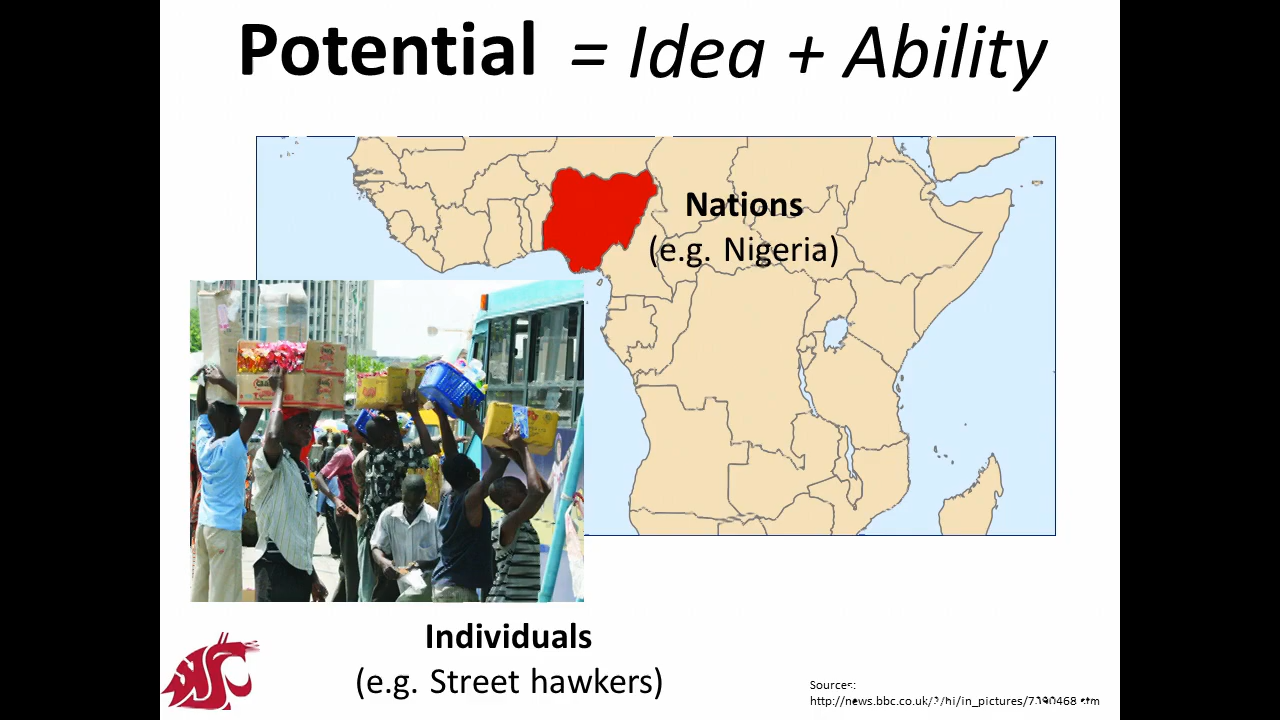 Potential = Idea + Ability
Nations
(e.g. Nigeria)
Individuals
(e.g. Street hawkers)
Sources: